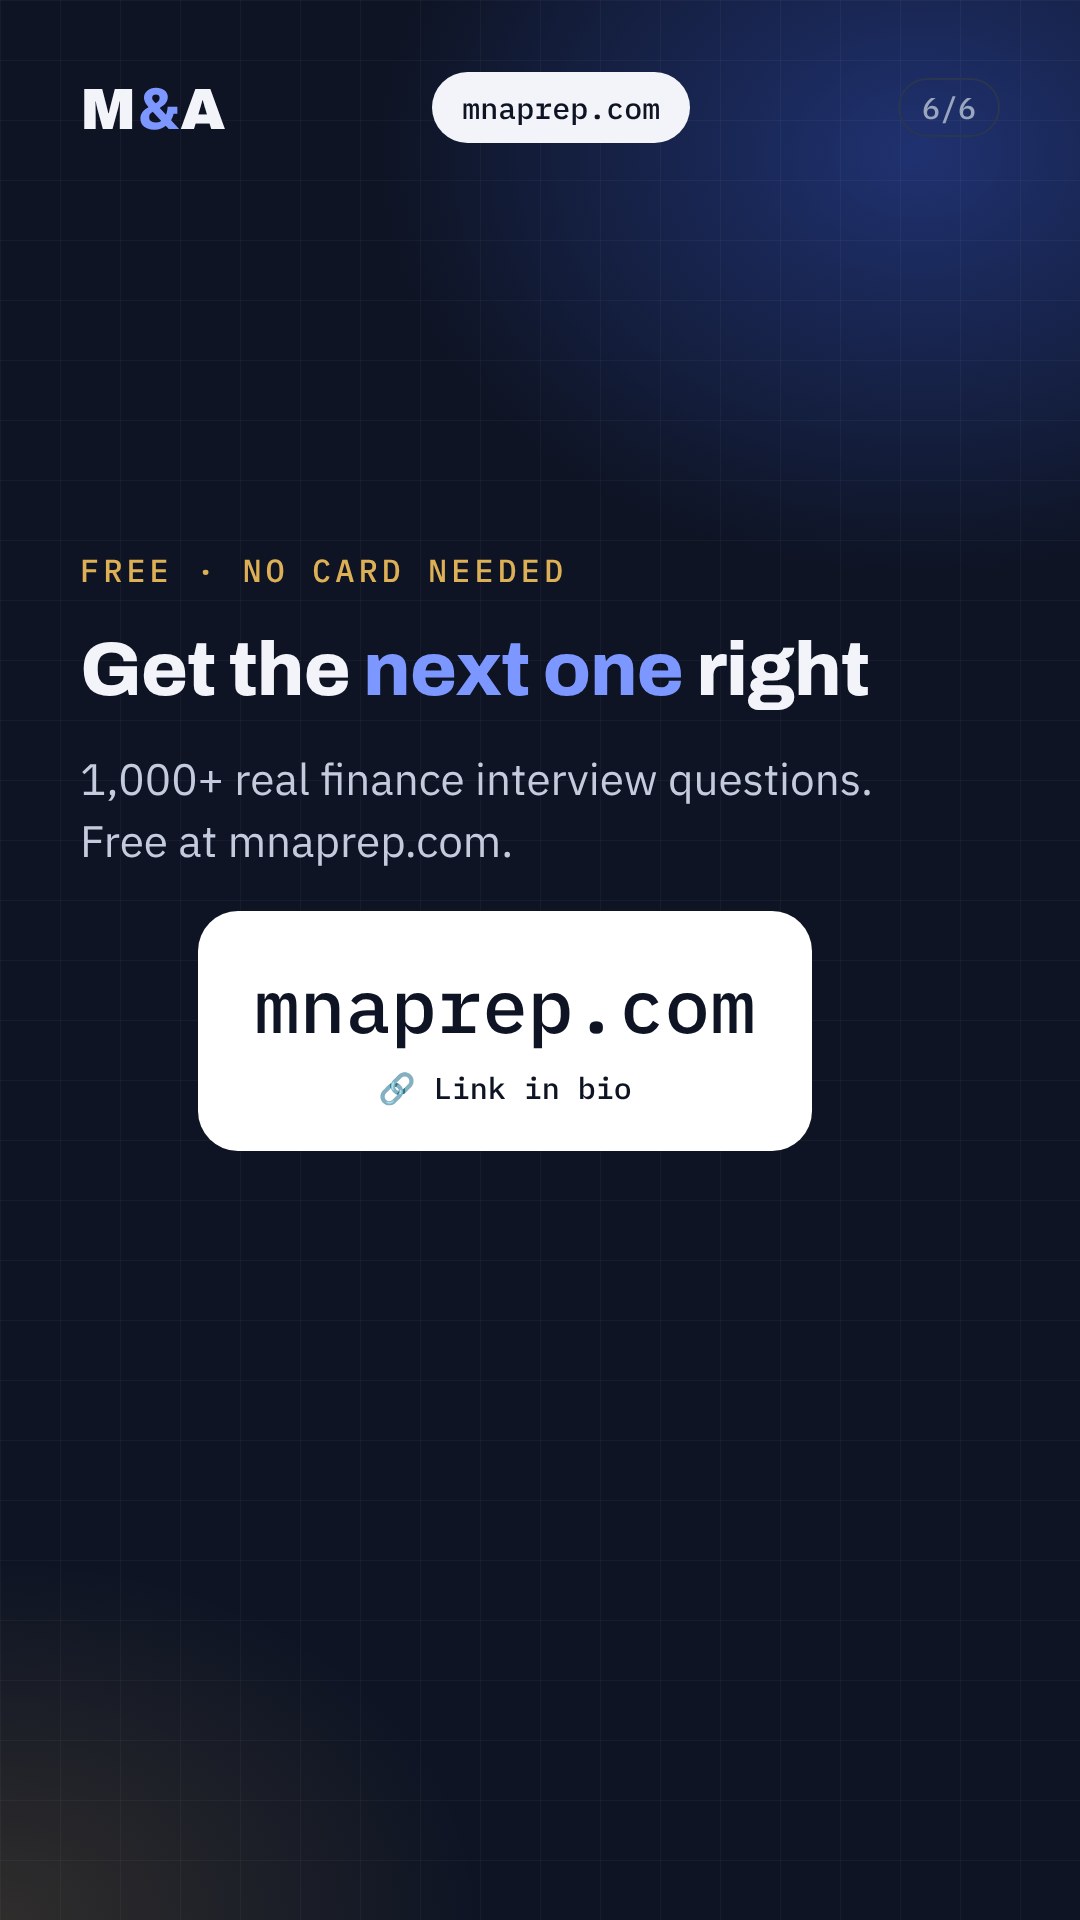 M&A
mnaprep.com
6/6
FREE · NO CARD NEEDED
Get the next one right
1,000+ real finance interview questions.
Free at mnaprep.com.
mnaprep.com
🔗 Link in bio